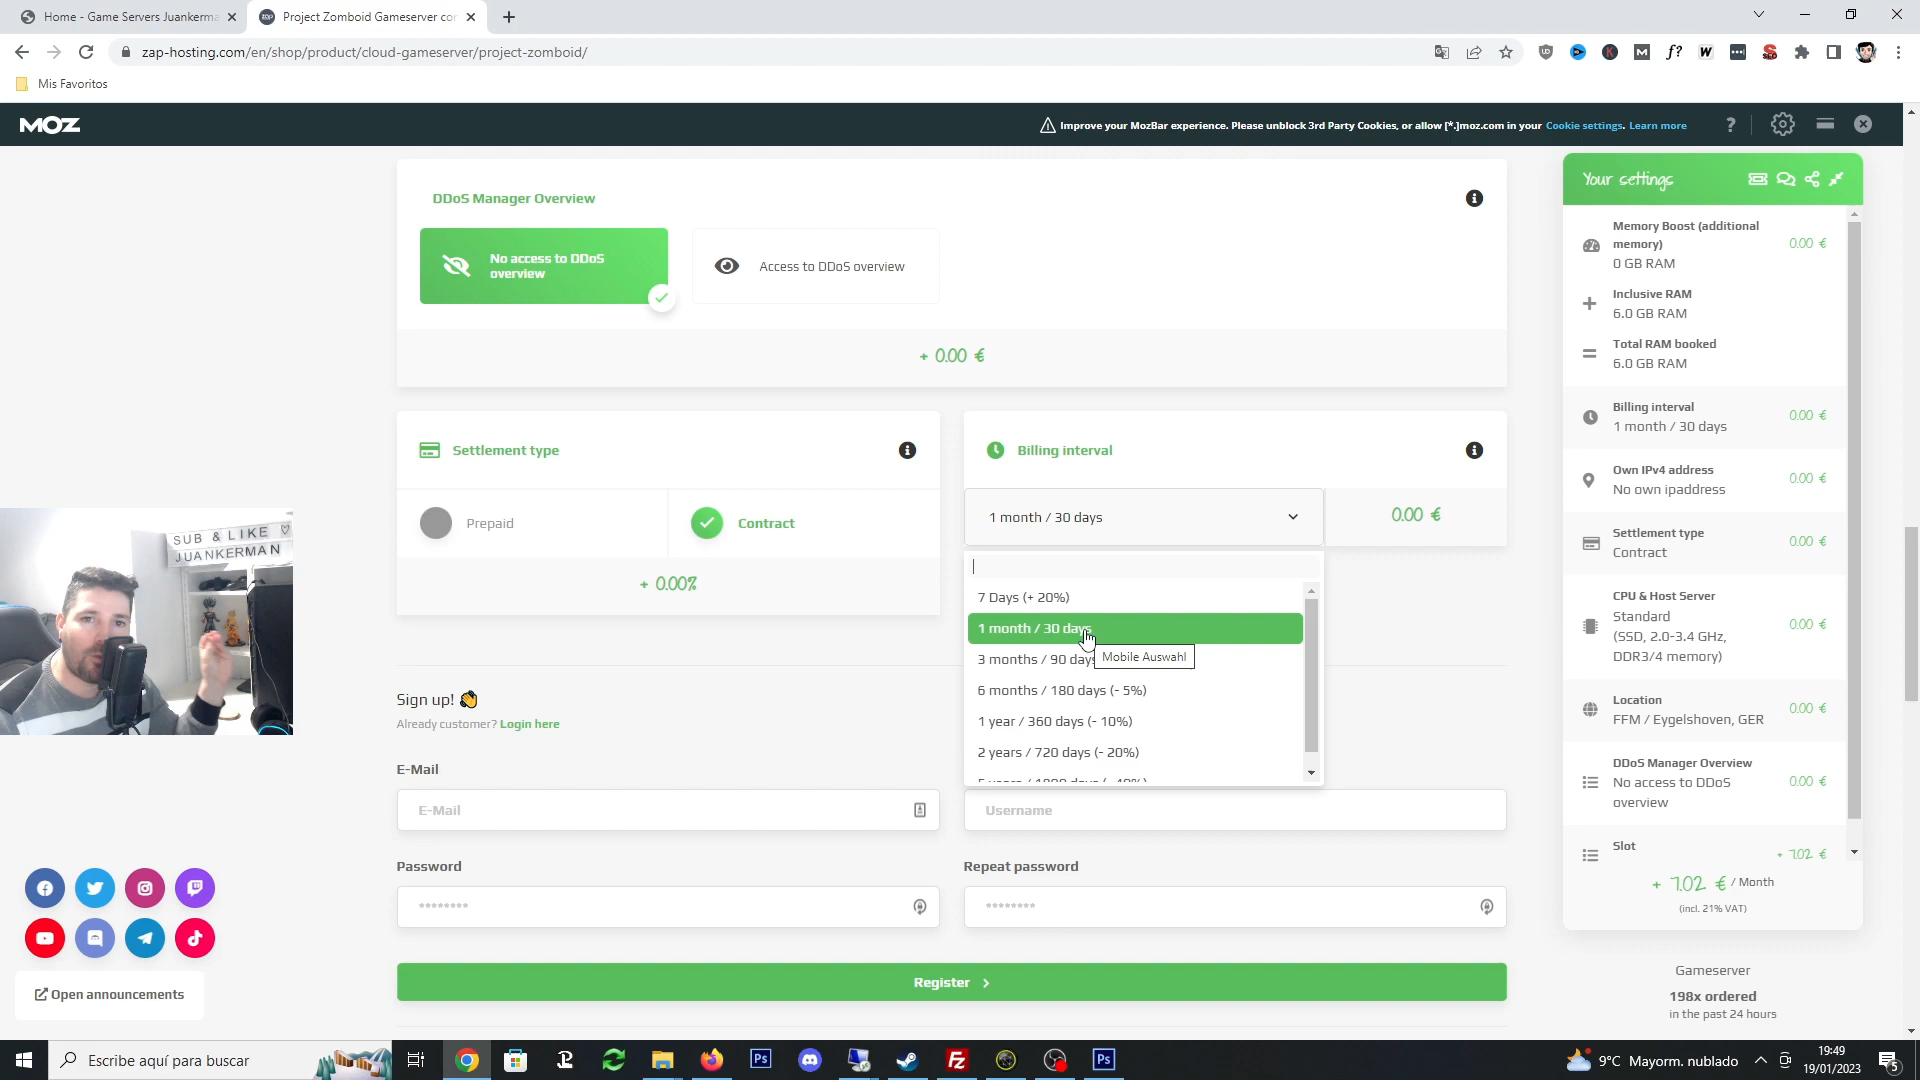 Home - Game Servers Juankerma
Project Zomboid Gameserver con
zap-hosting.com/en/shop/product/cloud-gameserver/project-zomboid/
Mis Favoritos
MOZ
Improve your MozBar experience. Please unblock 3rd Party Cookies, or allow [*.]moz.com in your Cookie settings. Learn more
DDoS Manager Overview
No access to DDoS
overview
Access to DDoS overview
+ 0.00 €
Settlement type
Prepaid
Contract
+ 0.00%
Billing interval
1 month / 30 days
0.00 €
7 Days (+ 20%)
1 month / 30 days
3 months / 90 days
Mobile Auswahl
6 months / 180 days (- 5%)
1 year / 360 days (- 10%)
2 years / 720 days (- 20%)
SUB & LIKE ♡
JUANKERMAN
Sign up! 👋
Already customer? Login here
E-Mail
E-Mail
Username
Password
Repeat password
********
********
Register
Open announcements
Your settings
Memory Boost (additional
memory)
0 GB RAM
0.00 €
Inclusive RAM
6.0 GB RAM
Total RAM booked
6.0 GB RAM
Billing interval
1 month / 30 days
0.00 €
Own IPv4 address
No own ipaddress
0.00 €
Settlement type
Contract
0.00 €
CPU & Host Server
Standard
(SSD, 2.0-3.4 GHz,
DDR3/4 memory)
0.00 €
Location
FFM / Eygelshoven, GER
0.00 €
DDoS Manager Overview
No access to DDoS
overview
0.00 €
Slot
+ 7.02 €
+ 7.02 € / Month
(incl. 21% VAT)
Gameserver
198x ordered
in the past 24 hours
Escribe aquí para buscar
9°C Mayorm. nublado
19:49
19/01/2023
5